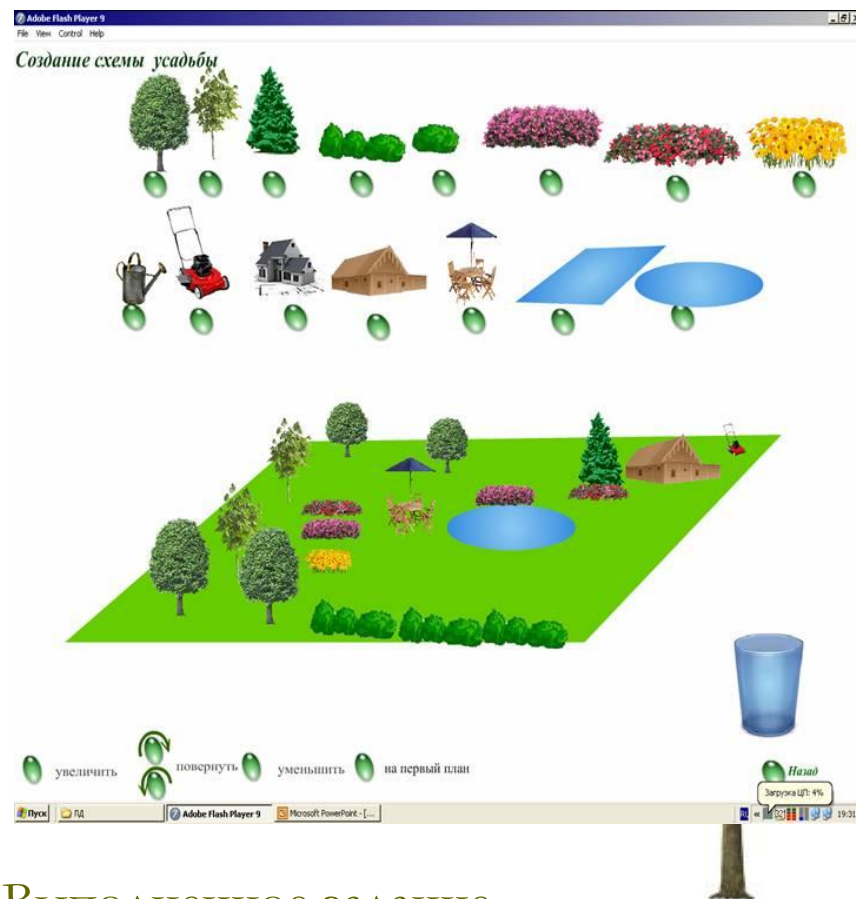 Adobe Flash Player 9
File View Control Help
Создание схемы усадьбы
увеличить
повернуть
уменьшить
на первый план
Назад
Загрузка ЦП: 4%
Пуск
ПД
Adobe Flash Player 9
Microsoft PowerPoint - [...
19:31